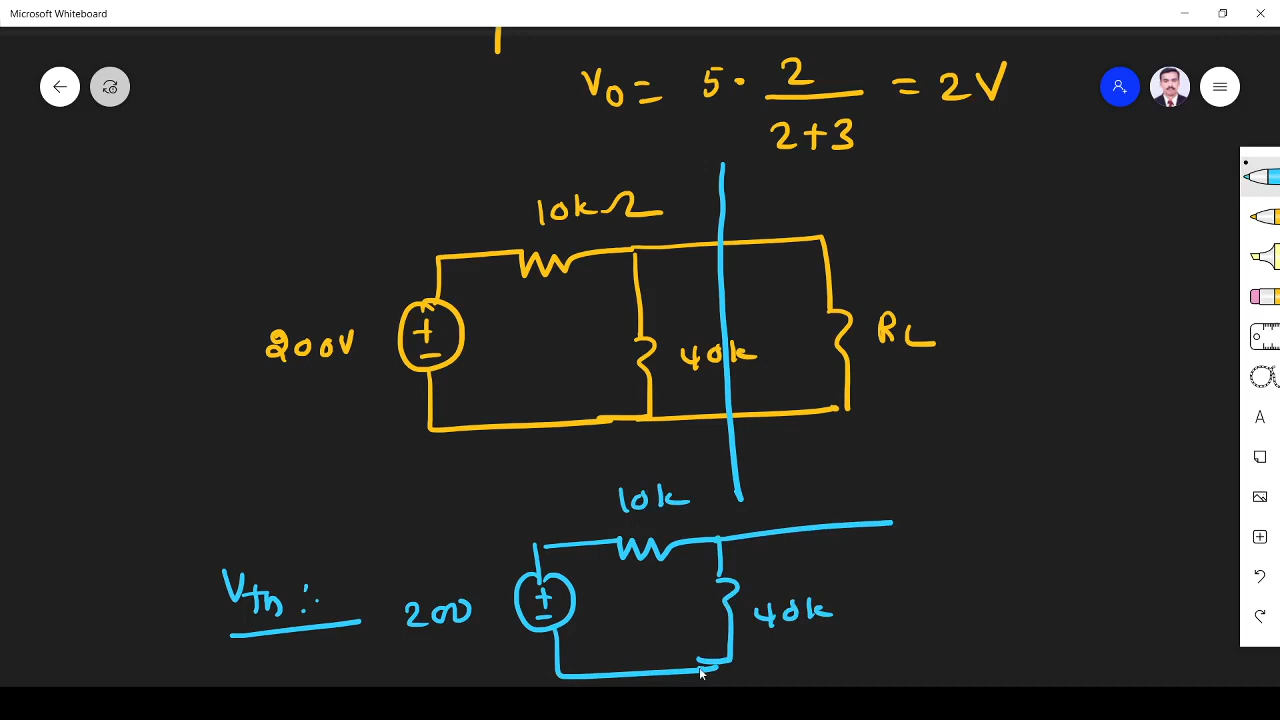 Microsoft Whiteboard
V0 = 5 · 2 / 2+3 = 2V
10kΩ
200V
+
-
40k
RL
10k
Vth :
200
+
-
40k
A